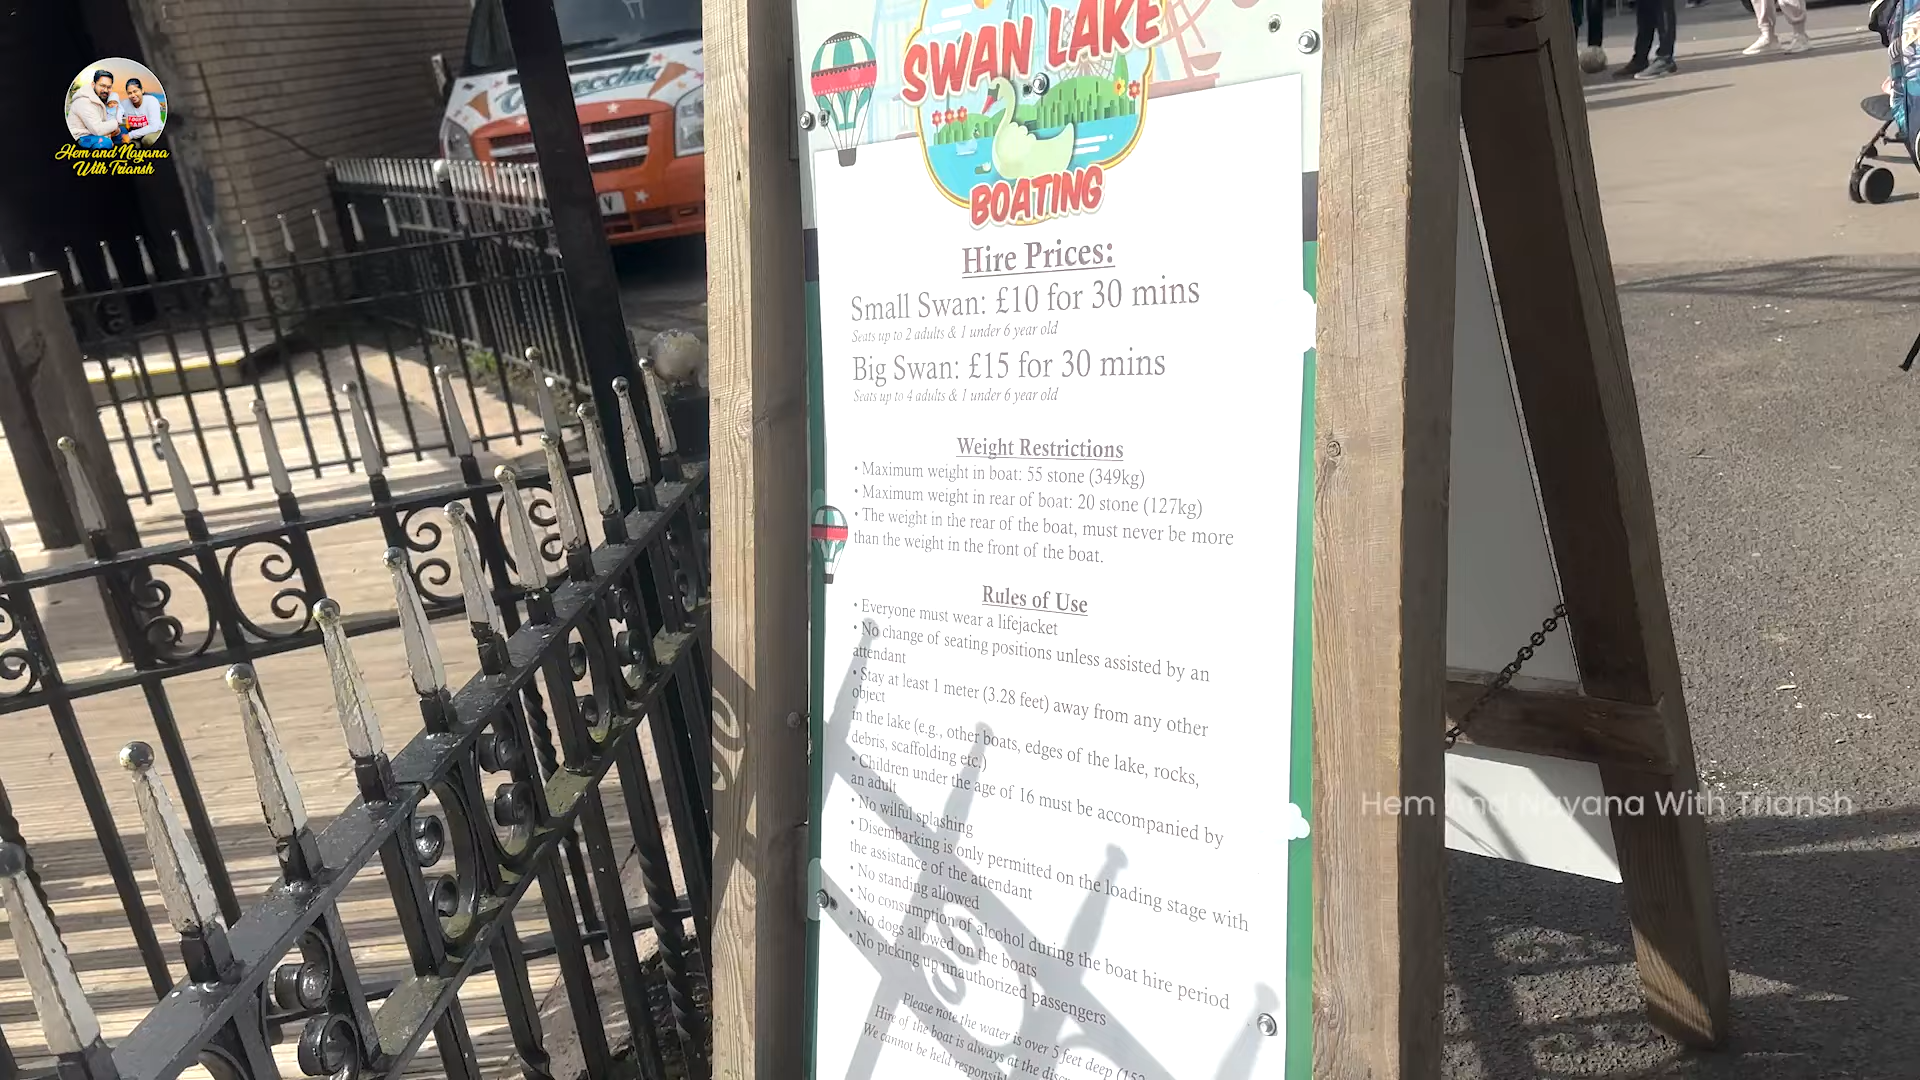 Hem and Nayana
With Triansh
SWAN LAKE
BOATING
Hire Prices:
Small Swan: £10 for 30 mins
Seats up to 2 adults & 1 under 6 year old
Big Swan: £15 for 30 mins
Seats up to 4 adults & 1 under 6 year old
Weight Restrictions
• Maximum weight in boat: 55 stone (349kg)
• Maximum weight in rear of boat: 20 stone (127kg)
• The weight in the rear of the boat, must never be more
than the weight in the front of the boat.
Rules of Use
• Everyone must wear a lifejacket
• No change of seating positions unless assisted by an
attendant
• Stay at least 1 meter (3.28 feet) away from any other
object
in the lake (e.g., other boats, edges of the lake, rocks,
debris, scaffolding etc.)
• Children under the age of 16 must be accompanied by
an adult
• No wilful splashing
• Disembarking is only permitted on the loading stage with
the assistance of the attendant
• No standing allowed
• No consumption of alcohol during the boat hire period
• No dogs allowed on the boats
• No picking up unauthorized passengers
Please note the water is over 5 feet deep
Hire of the boat is always at the
We cannot be held
Hem And Nayana With Triansh